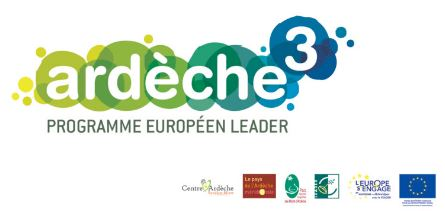 ardèche3
PROGRAMME EUROPÉEN LEADER
Centre Ardèche
Le pays
de l'Ardèche
méridionale
L'EUROPE
S'ENGAGE